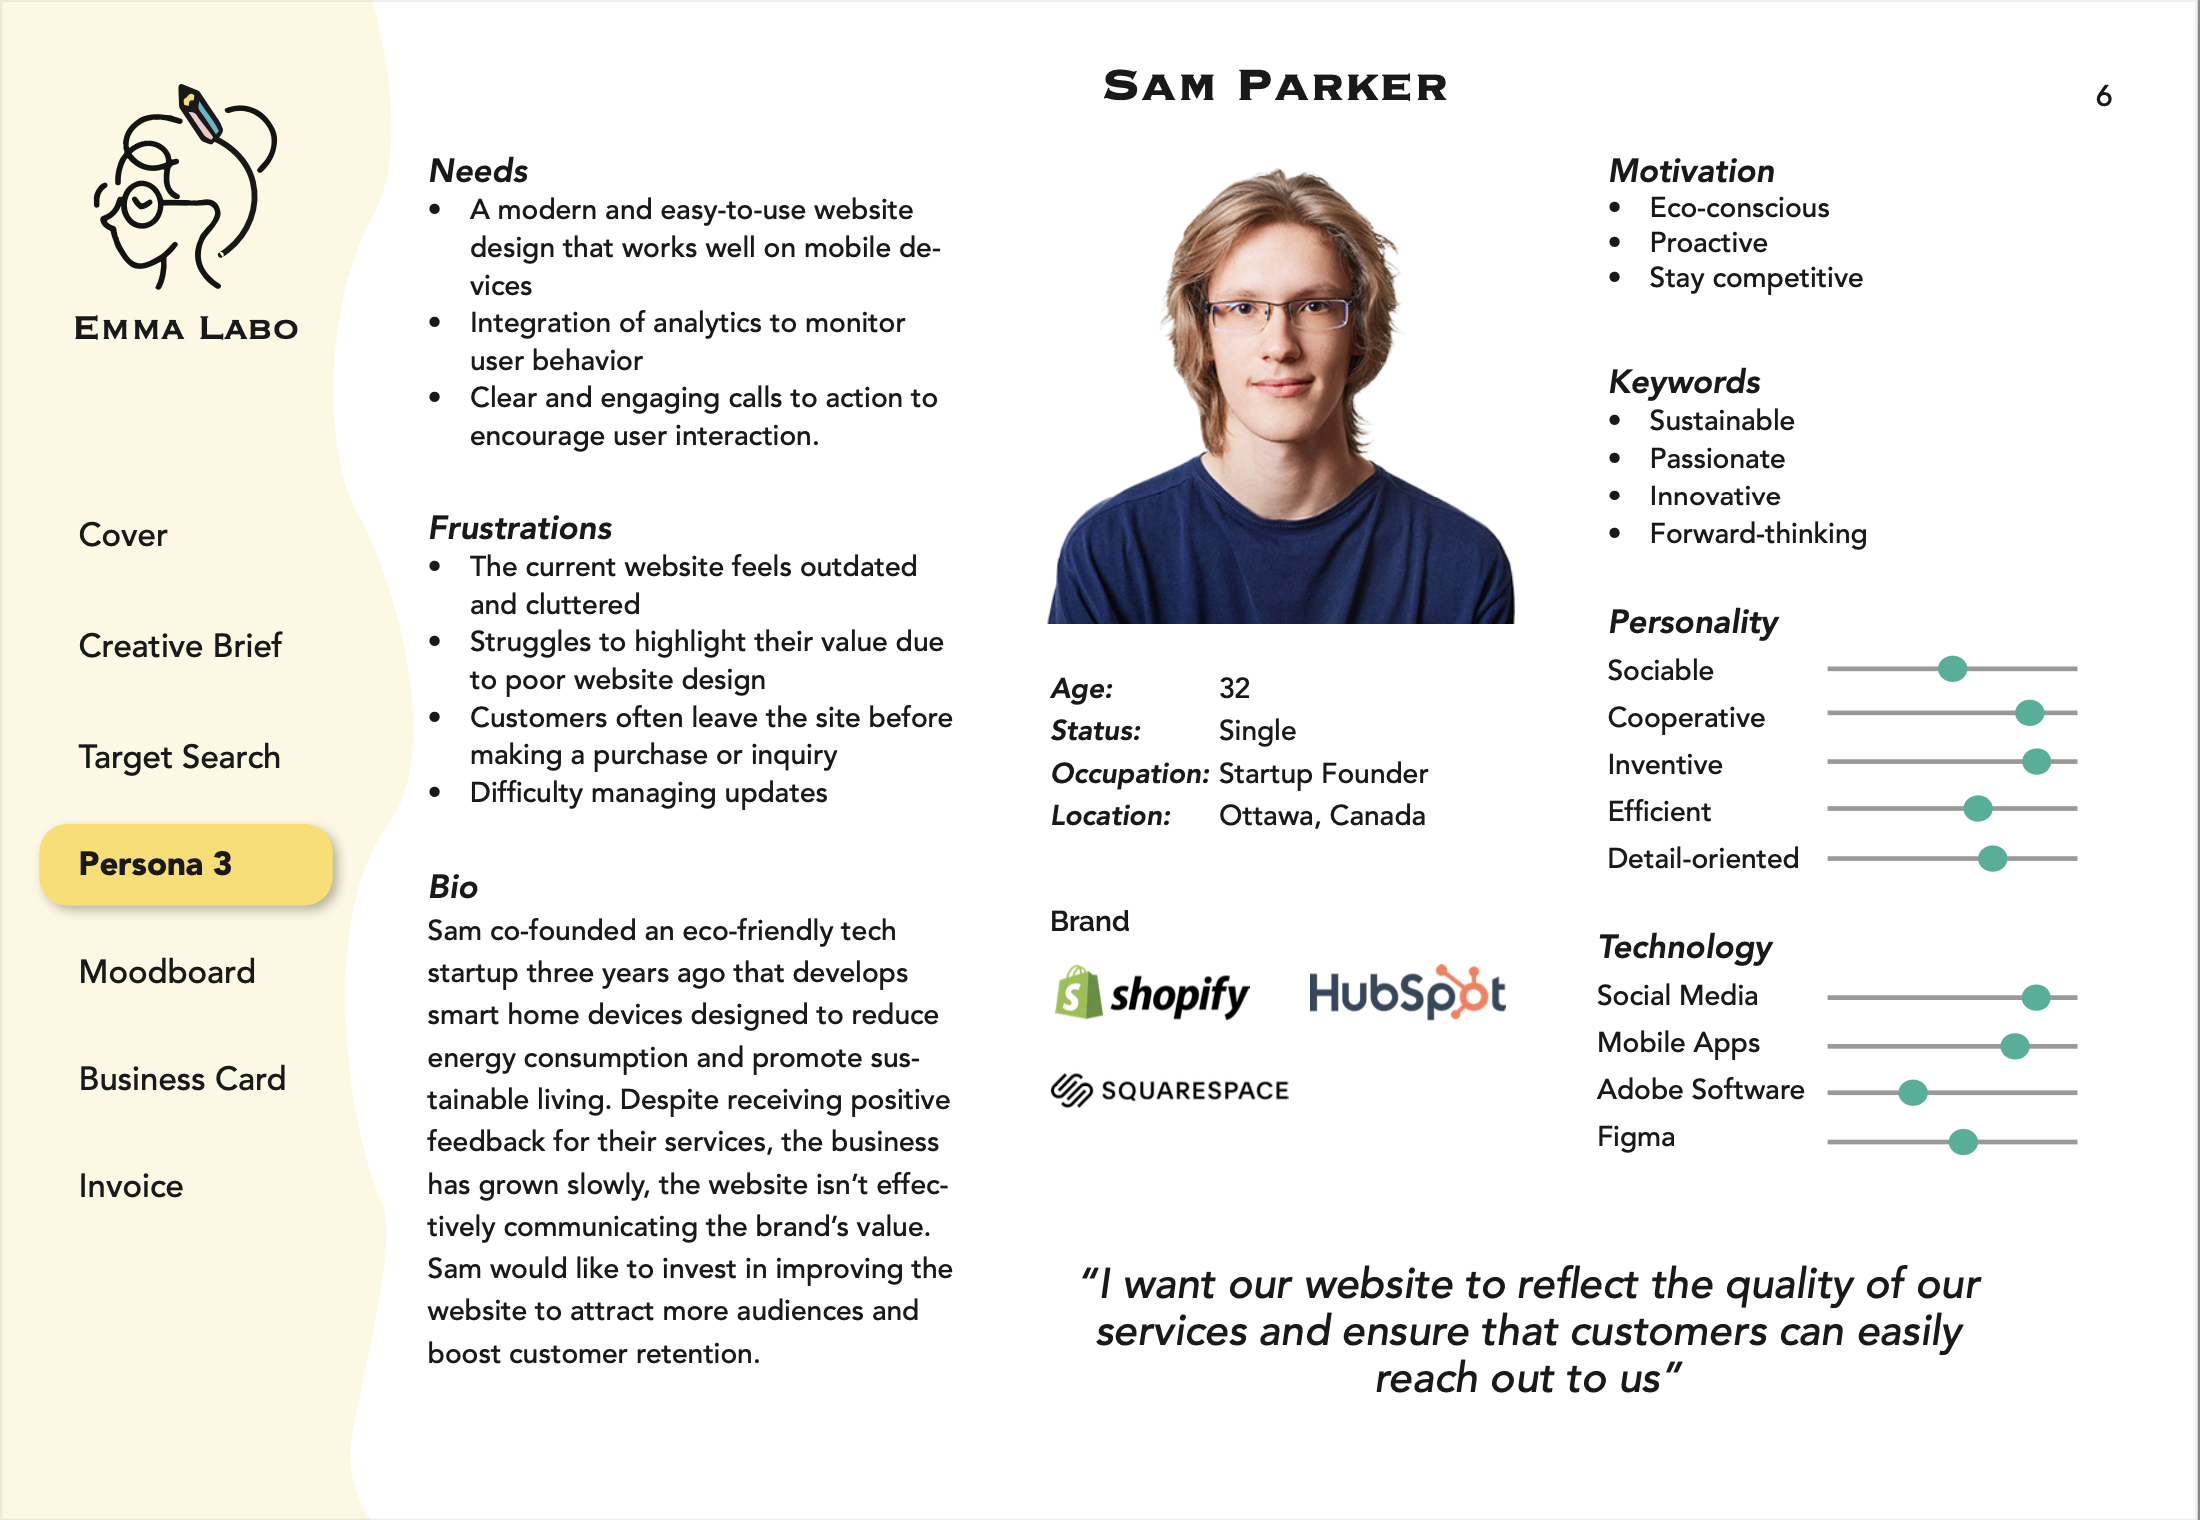 SAM PARKER
6
EMMA LABO
Cover
Creative Brief
Target Search
Persona 3
Moodboard
Business Card
Invoice
Needs
• A modern and easy-to-use website
design that works well on mobile de-
vices
• Integration of analytics to monitor
user behavior
• Clear and engaging calls to action to
encourage user interaction.
Frustrations
• The current website feels outdated
and cluttered
• Struggles to highlight their value due
to poor website design
• Customers often leave the site before
making a purchase or inquiry
• Difficulty managing updates
Bio
Sam co-founded an eco-friendly tech
startup three years ago that develops
smart home devices designed to reduce
energy consumption and promote sus-
tainable living. Despite receiving positive
feedback for their services, the business
has grown slowly, the website isn’t effec-
tively communicating the brand’s value.
Sam would like to invest in improving the
website to attract more audiences and
boost customer retention.
Age: 32
Status: Single
Occupation: Startup Founder
Location: Ottawa, Canada
Brand
shopify
HubSpot
SQUARESPACE
Motivation
• Eco-conscious
• Proactive
• Stay competitive
Keywords
• Sustainable
• Passionate
• Innovative
• Forward-thinking
Personality
Sociable
Cooperative
Inventive
Efficient
Detail-oriented
Technology
Social Media
Mobile Apps
Adobe Software
Figma
“I want our website to reflect the quality of our
services and ensure that customers can easily
reach out to us”